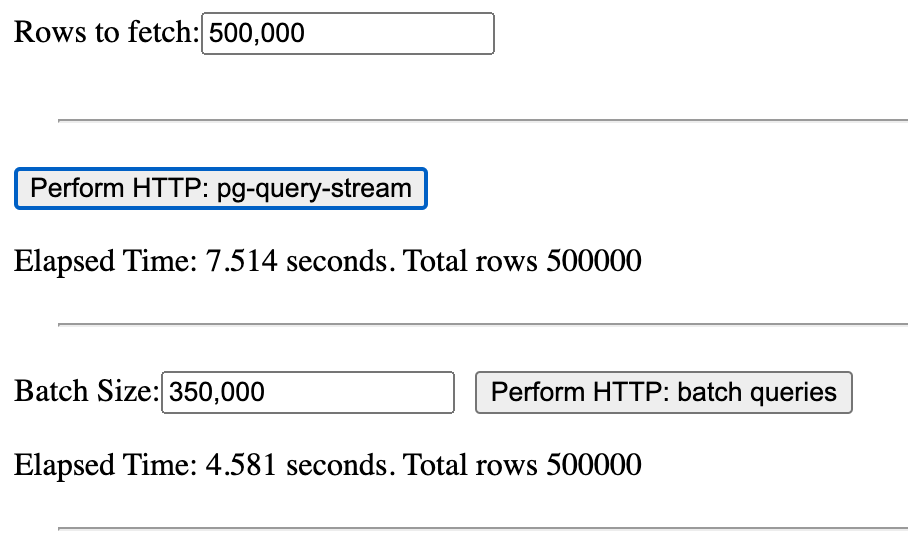 Rows to fetch: 500,000
Perform HTTP: pg-query-stream
Elapsed Time: 7.514 seconds. Total rows 500000
Batch Size: 350,000 Perform HTTP: batch queries
Elapsed Time: 4.581 seconds. Total rows 500000